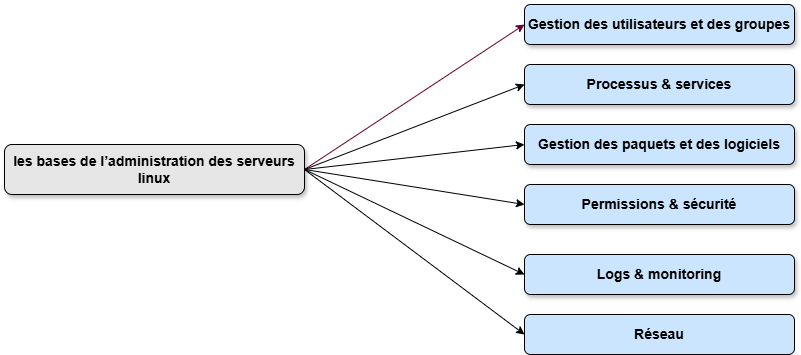 Gestion des utilisateurs et des groupes
Processus & services
Gestion des paquets et des logiciels
les bases de l’administration des serveurs
linux
Permissions & sécurité
Logs & monitoring
Réseau